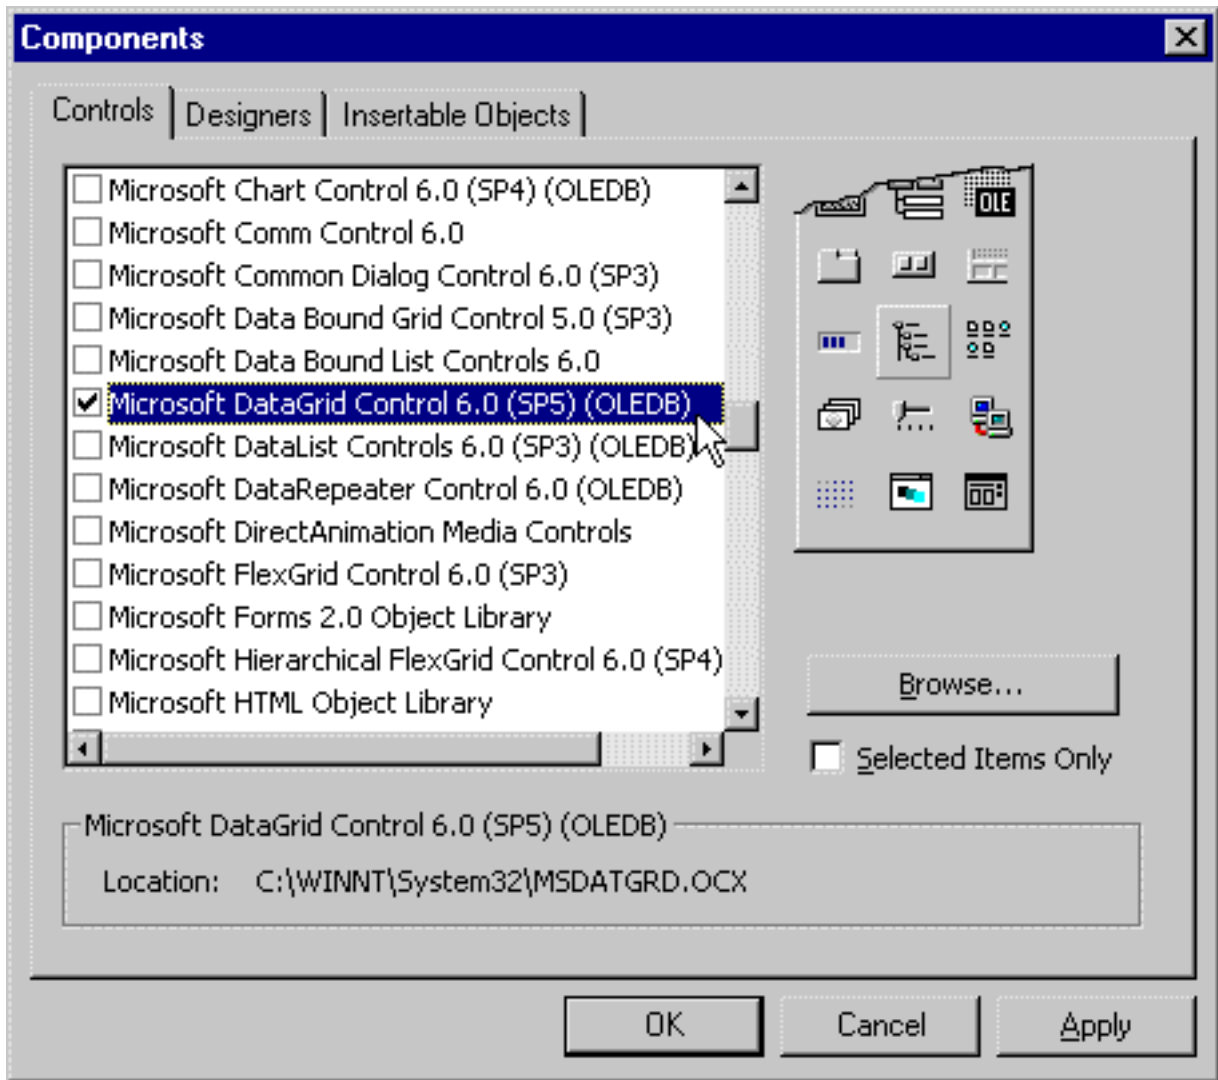 Components
Controls
Designers
Insertable Objects
Microsoft Chart Control 6.0 (SP4) (OLEDB)
Microsoft Comm Control 6.0
Microsoft Common Dialog Control 6.0 (SP3)
Microsoft Data Bound Grid Control 5.0 (SP3)
Microsoft Data Bound List Controls 6.0
Microsoft DataGrid Control 6.0 (SP5) (OLEDB)
Microsoft DataList Controls 6.0 (SP3) (OLEDB)
Microsoft DataRepeater Control 6.0 (OLEDB)
Microsoft DirectAnimation Media Controls
Microsoft FlexGrid Control 6.0 (SP3)
Microsoft Forms 2.0 Object Library
Microsoft Hierarchical FlexGrid Control 6.0 (SP4)
Microsoft HTML Object Library
OLE
Browse...
Selected Items Only
Microsoft DataGrid Control 6.0 (SP5) (OLEDB)
Location: C:\WINNT\System32\MSDATGRD.OCX
OK
Cancel
Apply